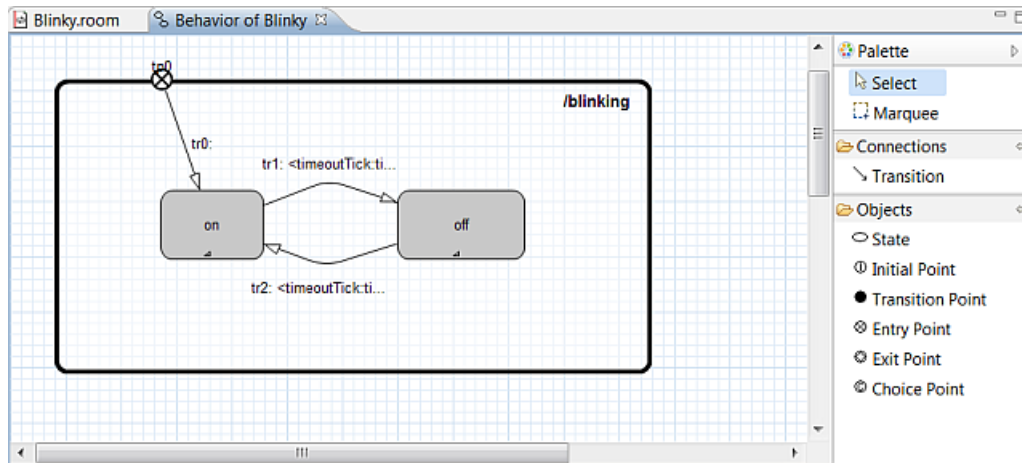 Blinky.room
Behavior of Blinky
tp0
/blinking
tr0:
tr1: <timeoutTick:ti...
on
off
tr2: <timeoutTick:ti...
Palette
Select
Marquee
Connections
Transition
Objects
State
Initial Point
Transition Point
Entry Point
Exit Point
Choice Point